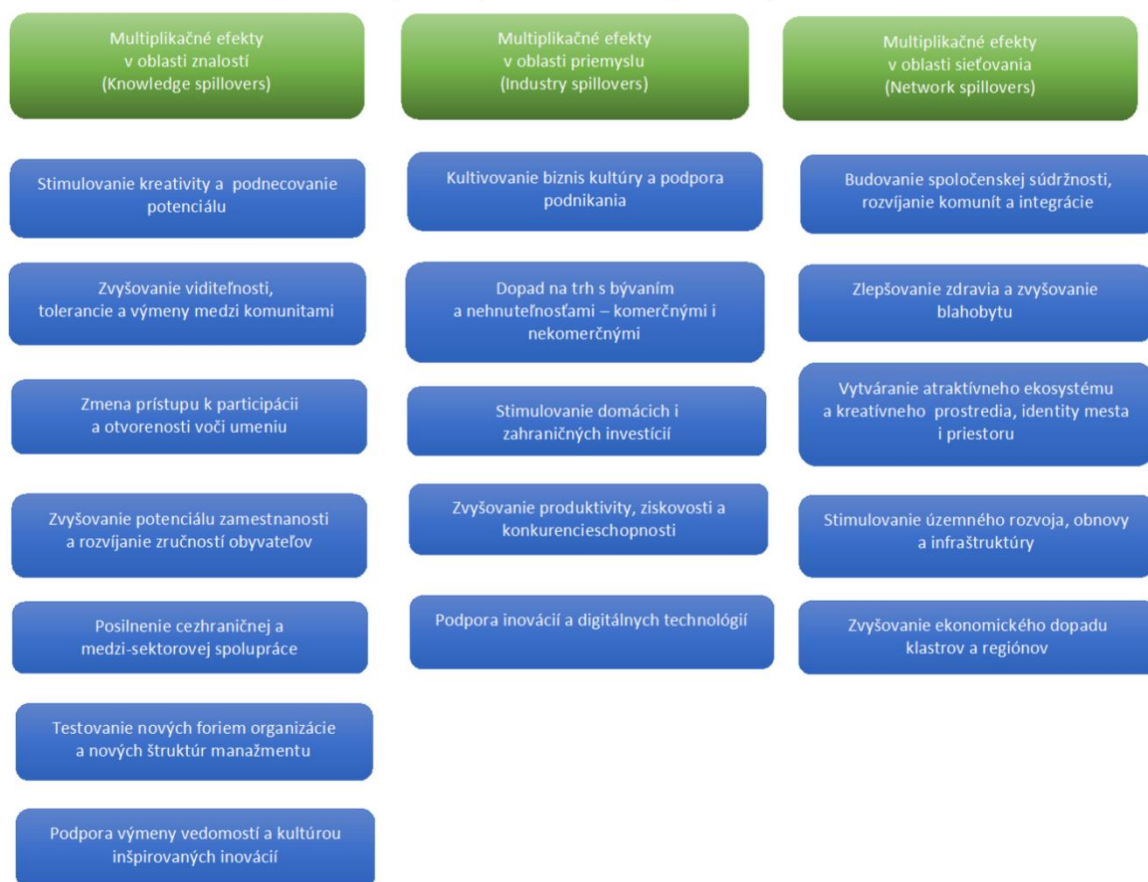 Multiplikačné efekty
v oblasti znalostí
(Knowledge spillovers)
Stimulovanie kreativity a podnecovanie
potenciálu
Zvyšovanie viditeľnosti,
tolerancie a výmeny medzi komunitami
Zmena prístupu k participácii
a otvorenosti voči umeniu
Zvyšovanie potenciálu zamestnanosti
a rozvíjanie zručností obyvateľov
Posilnenie cezhraničnej a
medzi-sektorovej spolupráce
Testovanie nových foriem organizácie
a nových štruktúr manažmentu
Podpora výmeny vedomostí a kultúrou
inšpirovaných inovácií
Multiplikačné efekty
v oblasti priemyslu
(Industry spillovers)
Kultivovanie biznis kultúry a podpora
podnikania
Dopad na trh s bývaním
a nehnuteľnosťami – komerčnými i
nekomerčnými
Stimulovanie domácich i
zahraničných investícií
Zvyšovanie produktivity, ziskovosti a
konkurencieschopnosti
Podpora inovácií a digitálnych technológií
Multiplikačné efekty
v oblasti sieťovania
(Network spillovers)
Budovanie spoločenskej súdržnosti,
rozvíjanie komunít a integrácie
Zlepšovanie zdravia a zvyšovanie
blahobytu
Vytváranie atraktívneho ekosystému
a kreatívneho prostredia, identity mesta
i priestoru
Stimulovanie územného rozvoja, obnovy
a infraštruktúry
Zvyšovanie ekonomického dopadu
klastrov a regiónov